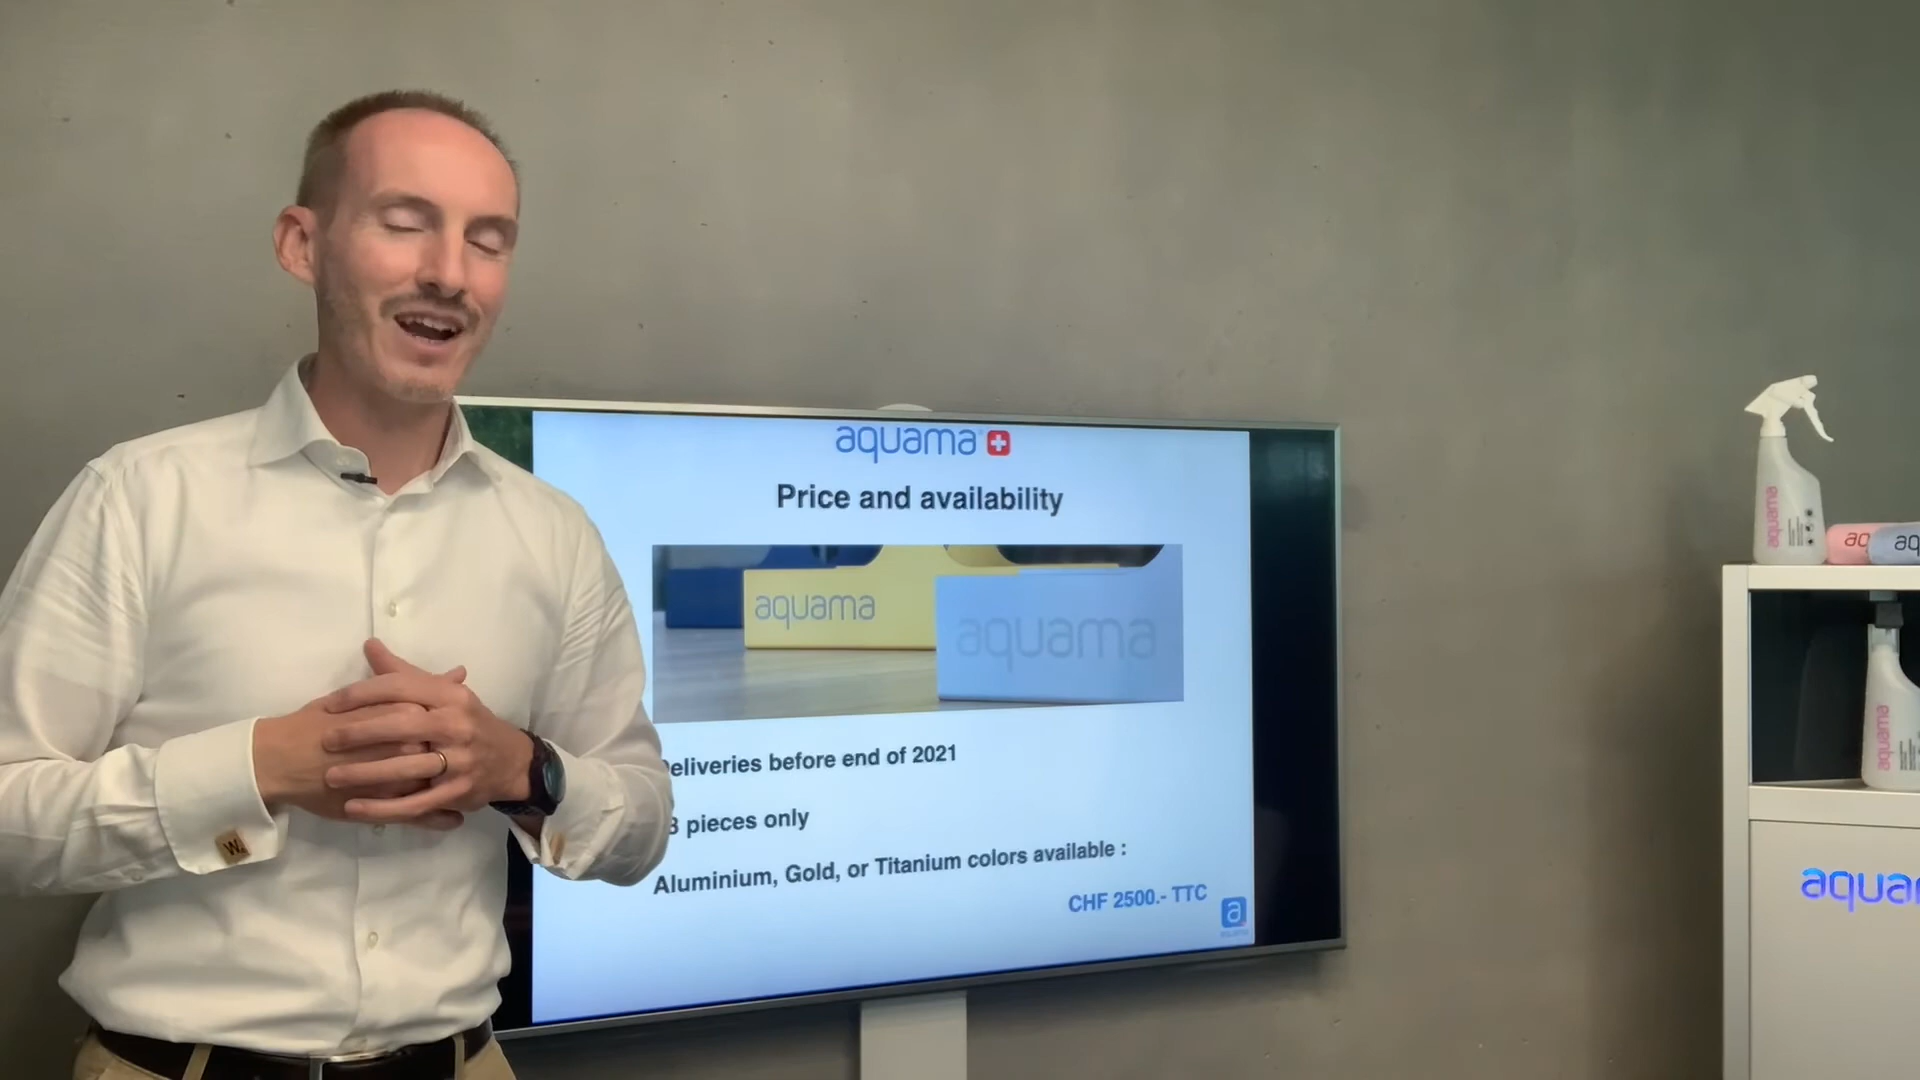 aquama
Price and availability
aquama
aquama
eliveries before end of 2021
pieces only
Aluminium, Gold, or Titanium colors available :
CHF 2500.- TTC
a
aquama
aquama
aq
aq
aquama
aqua
W.